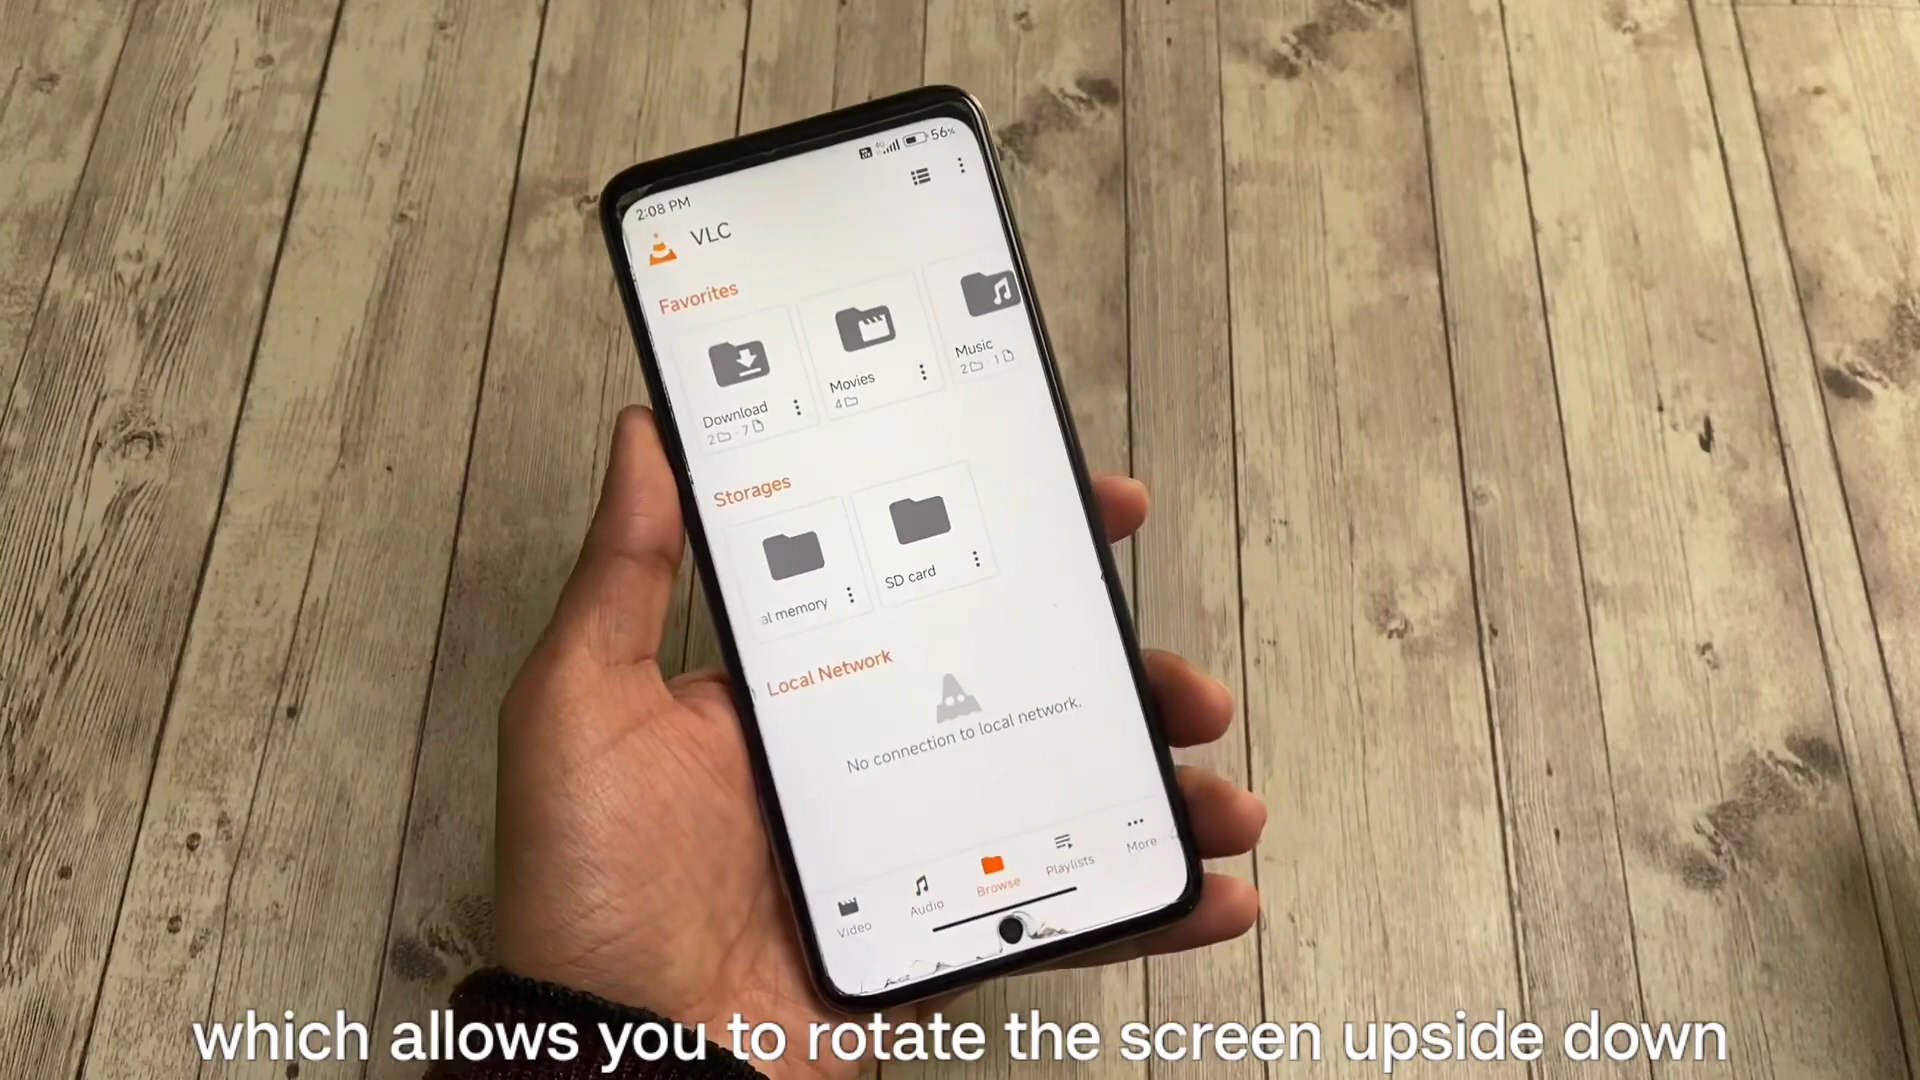 2:08 PM
4G
56%
VLC
Favorites
Download
2 · 7
Movies
4
Music
2 · 1
Storages
al memory
SD card
Local Network
No connection to local network.
Video
Audio
Browse
Playlists
More
which allows you to rotate the screen upside down